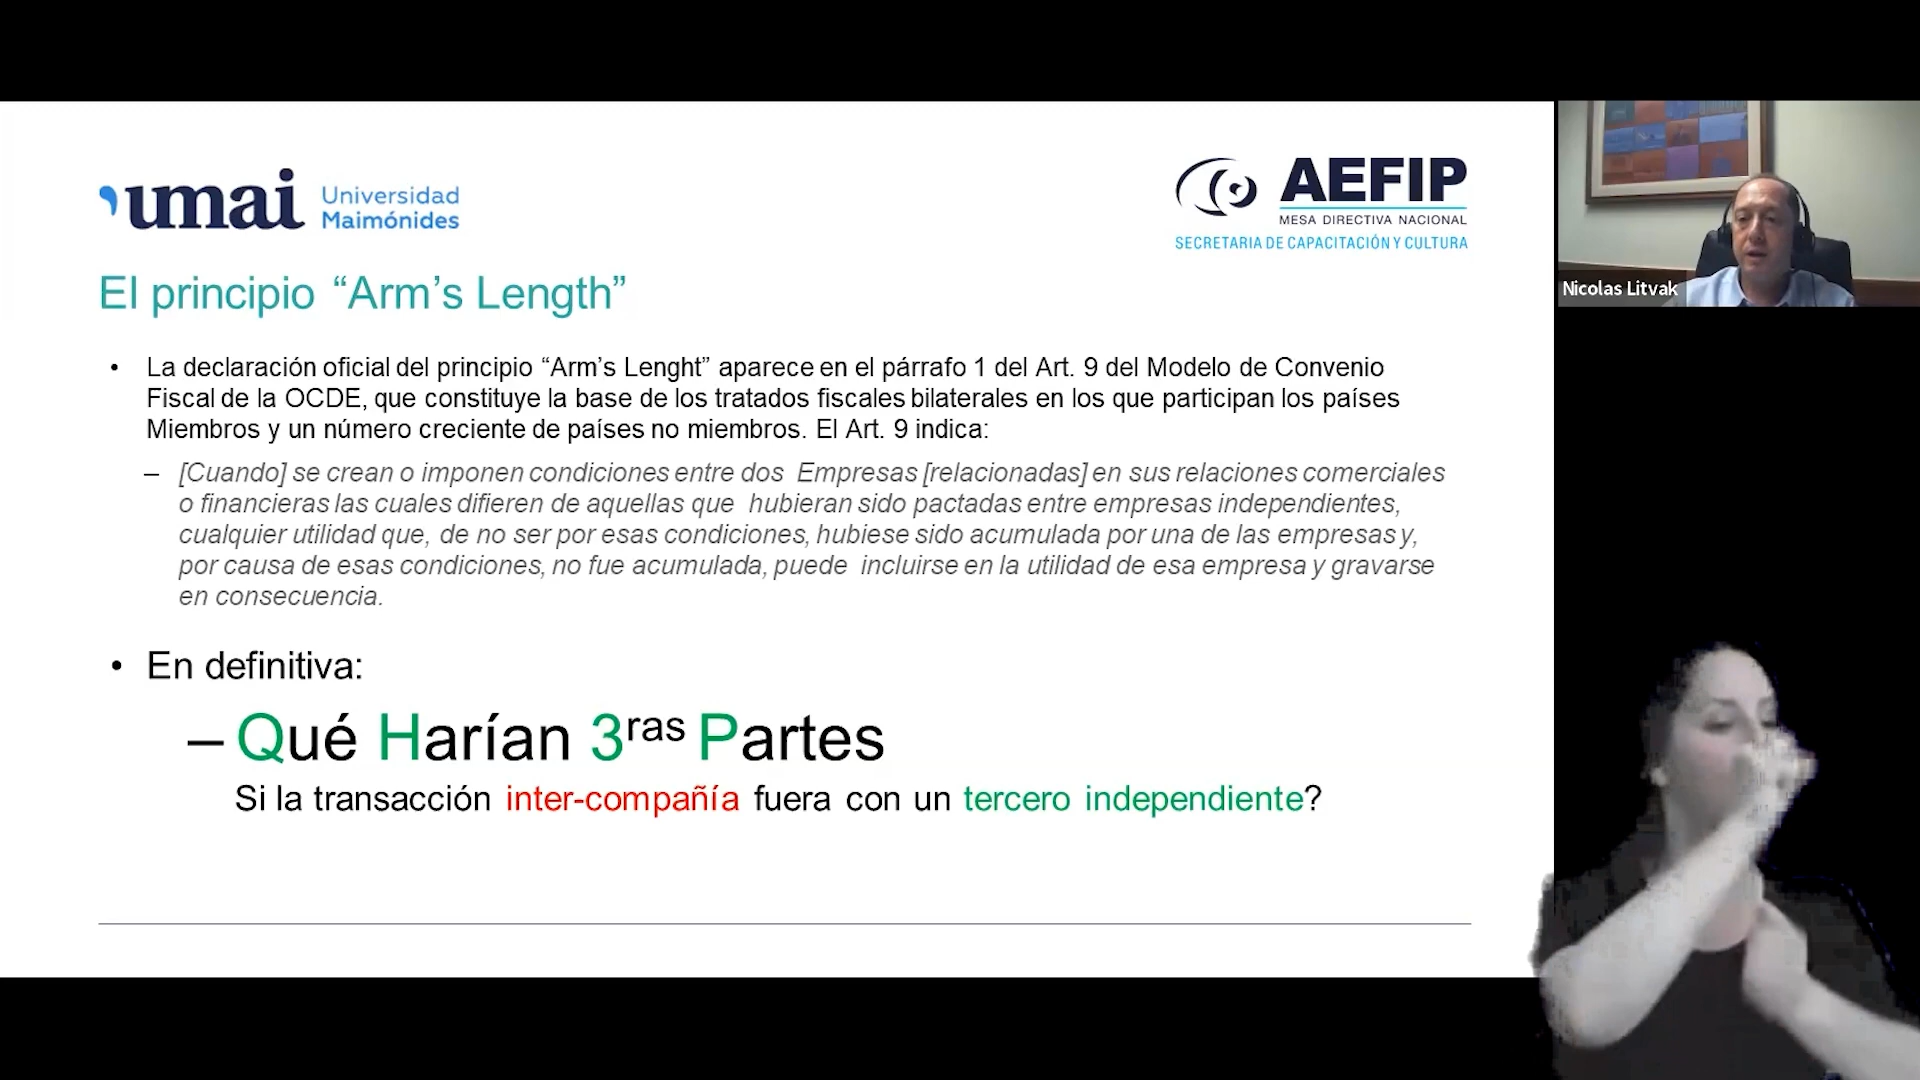 umai Universidad
Maimónides
AEFIP
MESA DIRECTIVA NACIONAL
SECRETARIA DE CAPACITACIÓN Y CULTURA
El principio “Arm’s Length”
• La declaración oficial del principio “Arm’s Lenght” aparece en el párrafo 1 del Art. 9 del Modelo de Convenio
Fiscal de la OCDE, que constituye la base de los tratados fiscales bilaterales en los que participan los países
Miembros y un número creciente de países no miembros. El Art. 9 indica:
– [Cuando] se crean o imponen condiciones entre dos Empresas [relacionadas] en sus relaciones comerciales
o financieras las cuales difieren de aquellas que hubieran sido pactadas entre empresas independientes,
cualquier utilidad que, de no ser por esas condiciones, hubiese sido acumulada por una de las empresas y,
por causa de esas condiciones, no fue acumulada, puede incluirse en la utilidad de esa empresa y gravarse
en consecuencia.
• En definitiva:
– Qué Harían 3ras Partes
Si la transacción inter-compañía fuera con un tercero independiente?
Nicolas Litvak